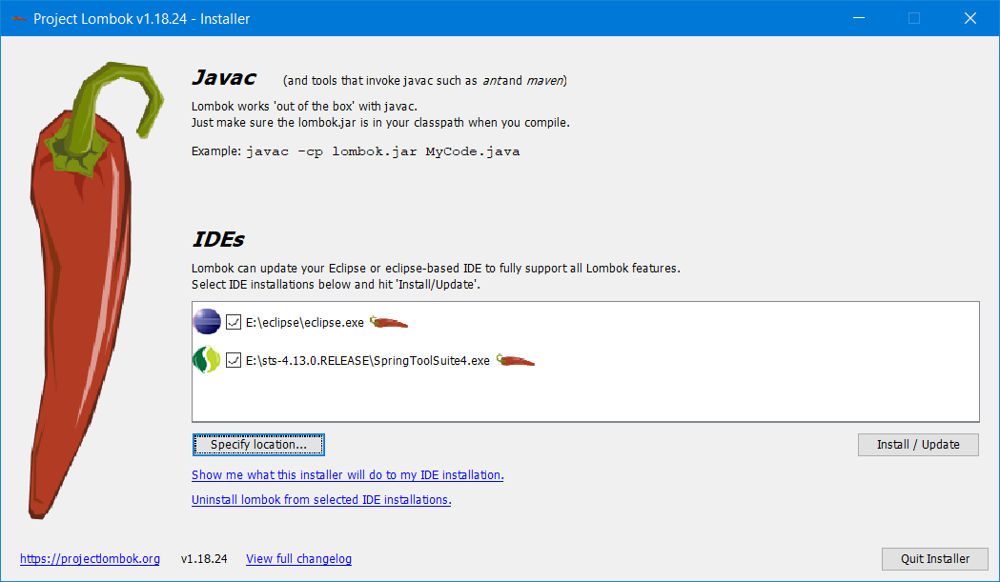 Project Lombok v1.18.24 - Installer
Javac (and tools that invoke javac such as ant and maven)
Lombok works 'out of the box' with javac.
Just make sure the lombok.jar is in your classpath when you compile.
Example: javac -cp lombok.jar MyCode.java
IDEs
Lombok can update your Eclipse or eclipse-based IDE to fully support all Lombok features.
Select IDE installations below and hit 'Install/Update'.
E:\eclipse\eclipse.exe
E:\sts-4.13.0.RELEASE\SpringToolSuite4.exe
Specify location... Install / Update
Show me what this installer will do to my IDE installation.
Uninstall lombok from selected IDE installations.
https://projectlombok.org v1.18.24 View full changelog Quit Installer